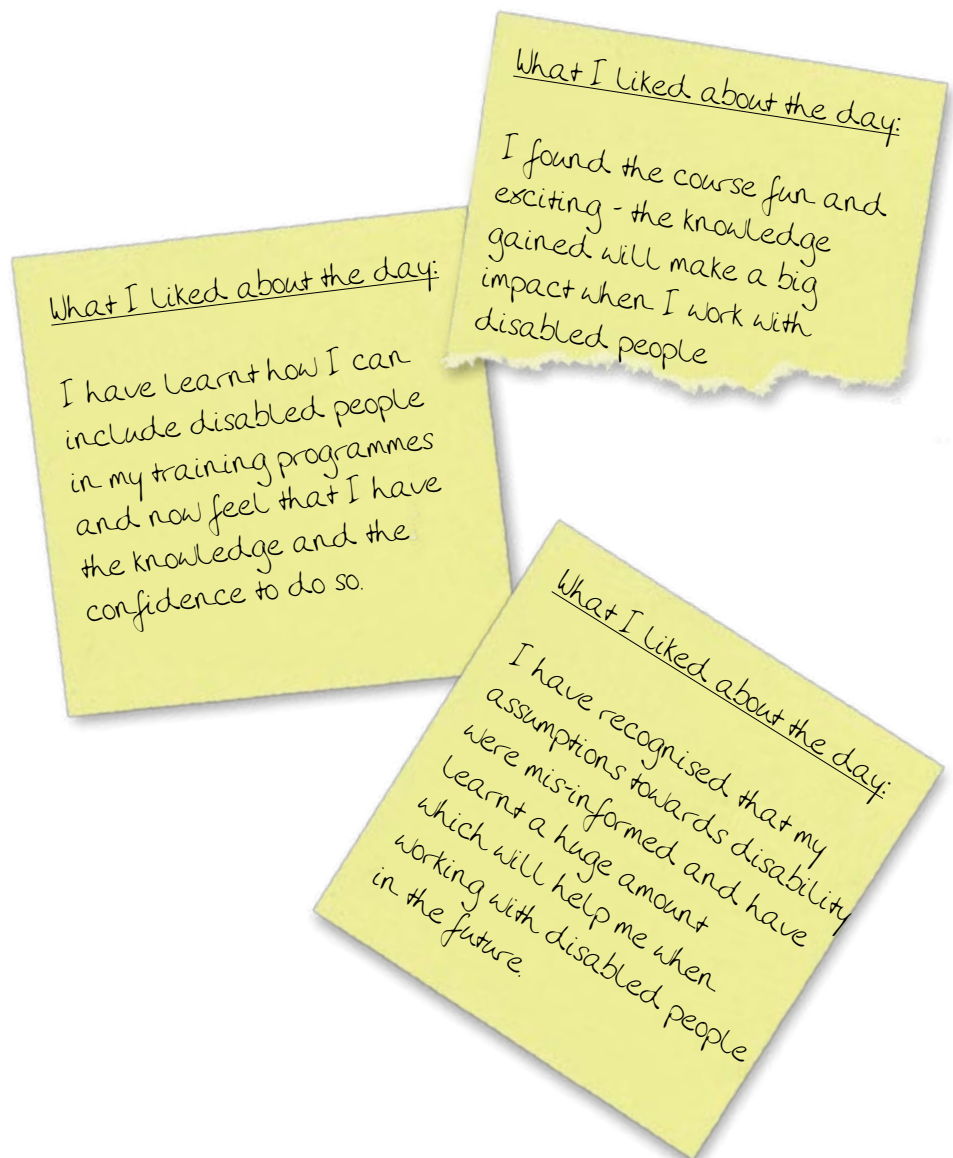 What I liked about the day:
I found the course fun and
exciting - the knowledge
gained will make a big
impact when I work with
disabled people
What I liked about the day:
I have learnt how I can
include disabled people
in my training programmes
and now feel that I have
the knowledge and the
confidence to do so.
What I liked about the day:
I have recognised that my
assumptions towards disability
were mis-informed and have
learnt a huge amount
which will help me when
working with disabled people
in the future.